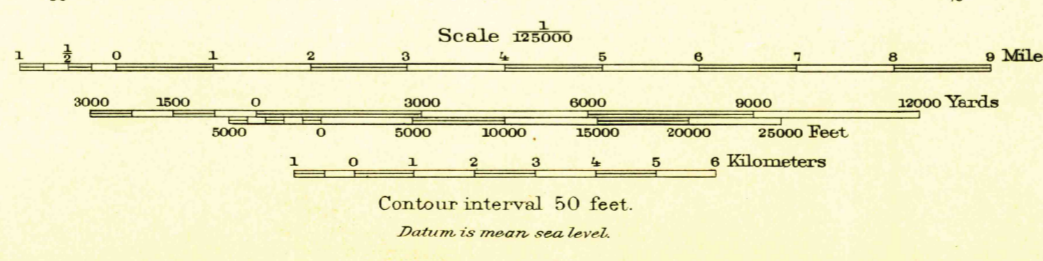 Scale 1/125000
1 ½ 0 1 2 3 4 5 6 7 8 9 Mile
3000 1500 0 3000 6000 9000 12000 Yards
5000 0 5000 10000 15000 20000 25000 Feet
1 0 1 2 3 4 5 6 Kilometers
Contour interval 50 feet.
Datum is mean sea level.